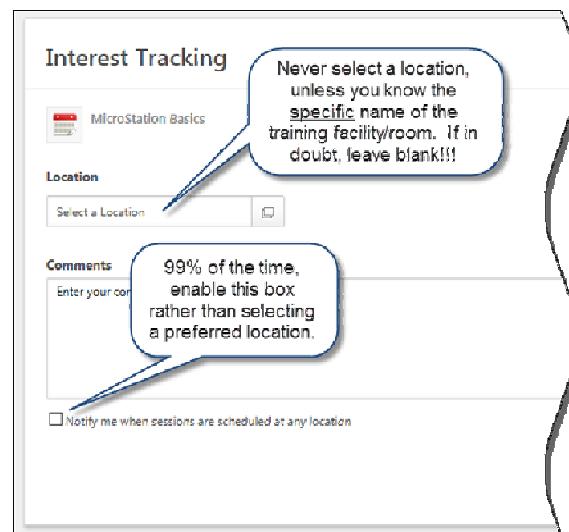 Interest Tracking
Never select a location,
unless you know the
specific name of the
training facility/room. If in
doubt, leave blank!!!
MicroStation Basics
Location
Select a Location
Comments
Enter your
99% of the time,
enable this box
rather than selecting
a preferred location.
Notify me when sessions are scheduled at any location